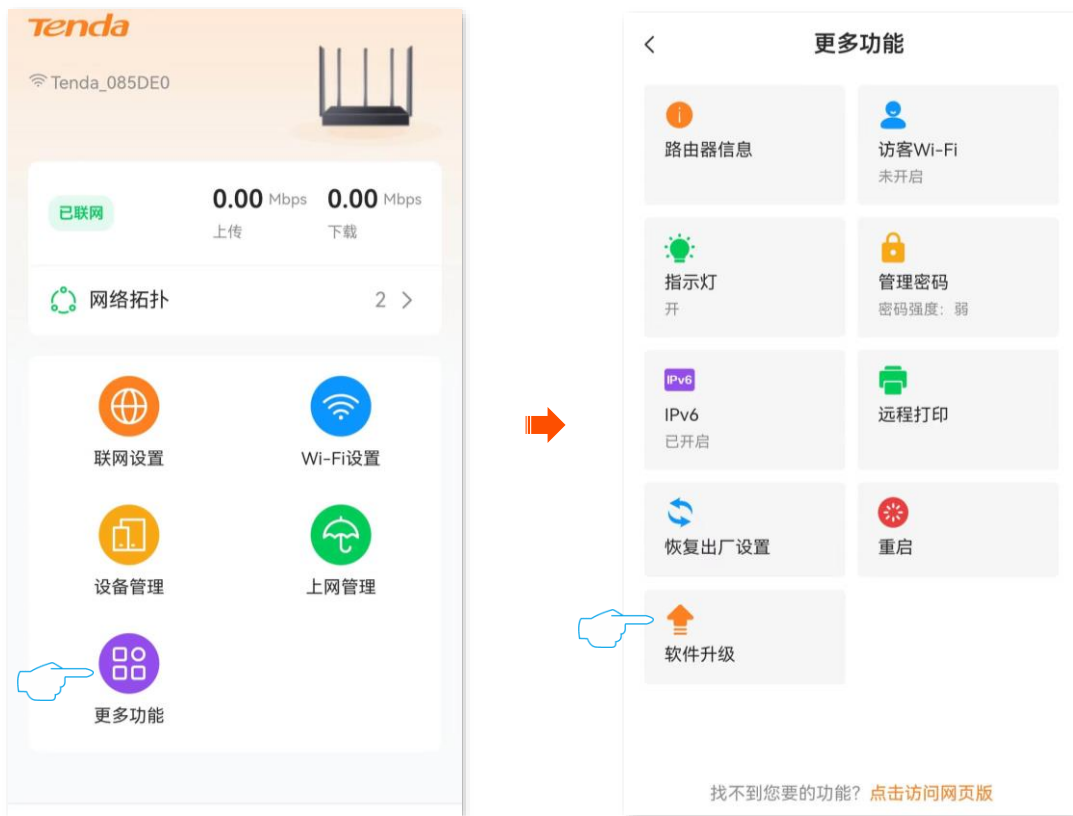 Tenda
Tenda_085DE0
已联网
0.00 Mbps 0.00 Mbps
上传 下载
网络拓扑 2
联网设置 Wi-Fi设置
设备管理 上网管理
更多功能
更多功能
路由器信息 访客Wi-Fi
未开启
指示灯 管理密码
开 密码强度：弱
IPv6
IPv6 远程打印
已开启
恢复出厂设置 重启
软件升级
找不到您要的功能？点击访问网页版